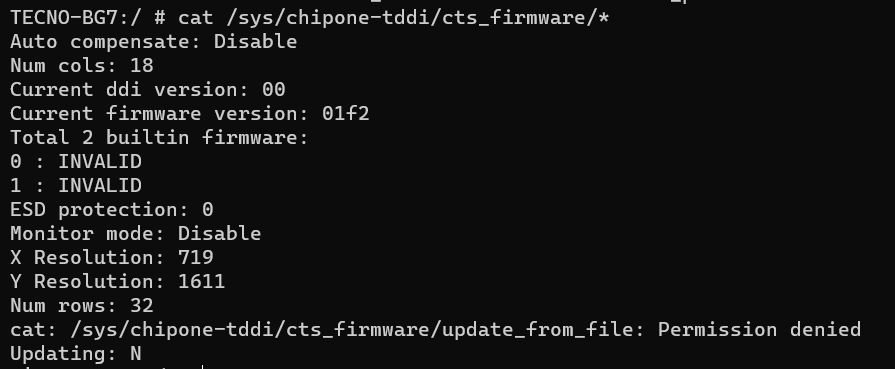 TECNO-BG7:/ # cat /sys/chipone-tddi/cts_firmware/*
Auto compensate: Disable
Num cols: 18
Current ddi version: 00
Current firmware version: 01f2
Total 2 builtin firmware:
0 : INVALID
1 : INVALID
ESD protection: 0
Monitor mode: Disable
X Resolution: 719
Y Resolution: 1611
Num rows: 32
cat: /sys/chipone-tddi/cts_firmware/update_from_file: Permission denied
Updating: N